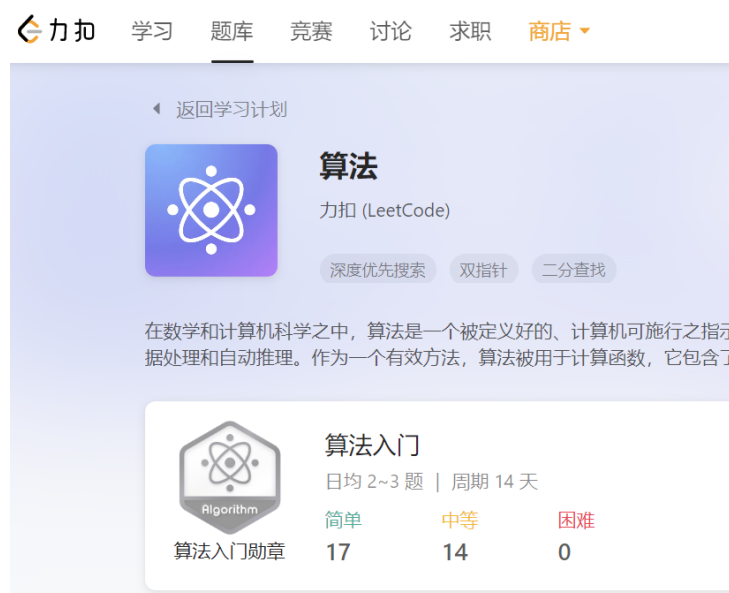 力扣 学习 题库 竞赛 讨论 求职 商店
返回学习计划
算法
力扣 (LeetCode)
深度优先搜索 双指针 二分查找
在数学和计算机科学之中，算法是一个被定义好的、计算机可施行之指示
据处理和自动推理。作为一个有效方法，算法被用于计算函数，它包含了
算法入门
日均 2~3 题 | 周期 14 天
简单 中等 困难
17 14 0
Algorithm
算法入门勋章